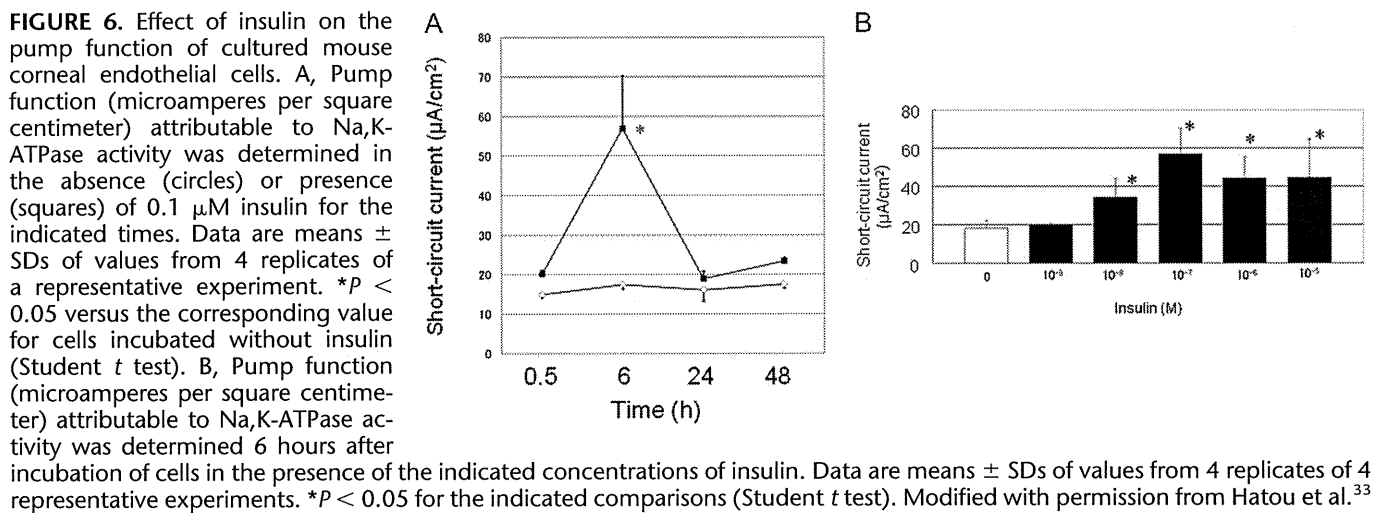 FIGURE 6. Effect of insulin on the
pump function of cultured mouse
corneal endothelial cells. A, Pump
function (microamperes per square
centimeter) attributable to Na,K-
ATPase activity was determined in
the absence (circles) or presence
(squares) of 0.1 μM insulin for the
indicated times. Data are means ±
SDs of values from 4 replicates of
a representative experiment. *P <
0.05 versus the corresponding value
for cells incubated without insulin
(Student t test). B, Pump function
(microamperes per square centime-
ter) attributable to Na,K-ATPase ac-
tivity was determined 6 hours after
incubation of cells in the presence of the indicated concentrations of insulin. Data are means ± SDs of values from 4 replicates of 4
representative experiments. *P < 0.05 for the indicated comparisons (Student t test). Modified with permission from Hatou et al.33
A
Short-circuit current (μA/cm2)
80
70
60
50
40
30
20
10
0
*
0.5 6 24 48
Time (h)
B
Short-circuit current
(μA/cm2)
80
60
40
20
0
* * * *
0 10-9 10-8 10-7 10-6 10-5
Insulin (M)